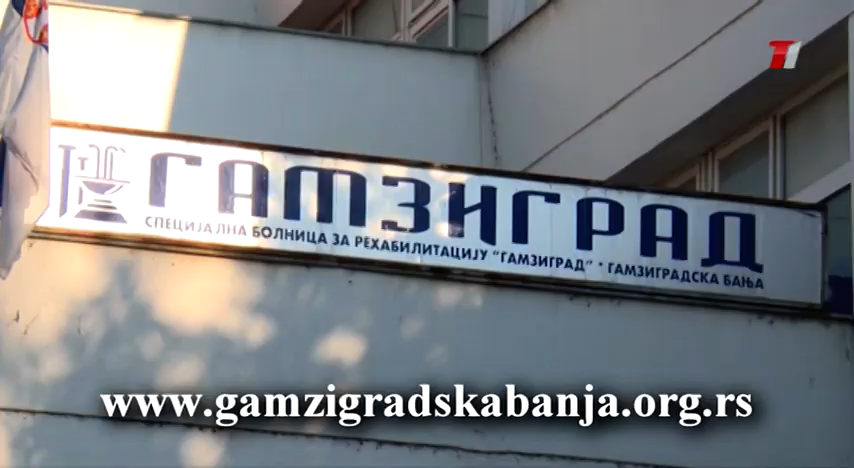 ГАМЗИГРАД
СПЕЦИЈАЛНА БОЛНИЦА ЗА РЕХАБИЛИТАЦИЈУ "ГАМЗИГРАД" · ГАМЗИГРАДСКА БАЊА
www.gamzigradskabanja.org.rs